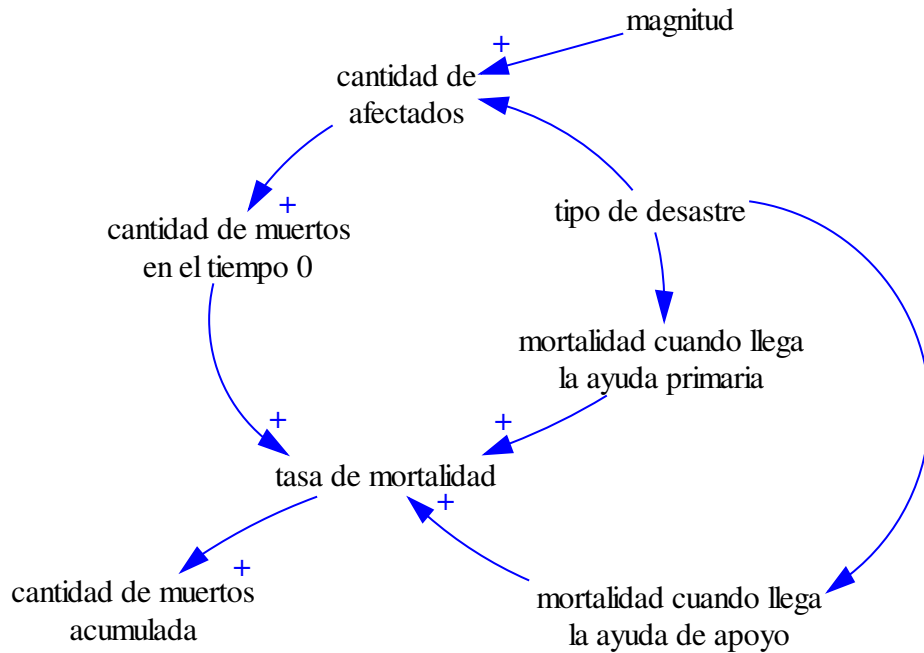 magnitud
+
cantidad de
afectados
tipo de desastre
+
cantidad de muertos
en el tiempo 0
mortalidad cuando llega
la ayuda primaria
+
+
tasa de mortalidad
+
+
cantidad de muertos
acumulada
mortalidad cuando llega
la ayuda de apoyo